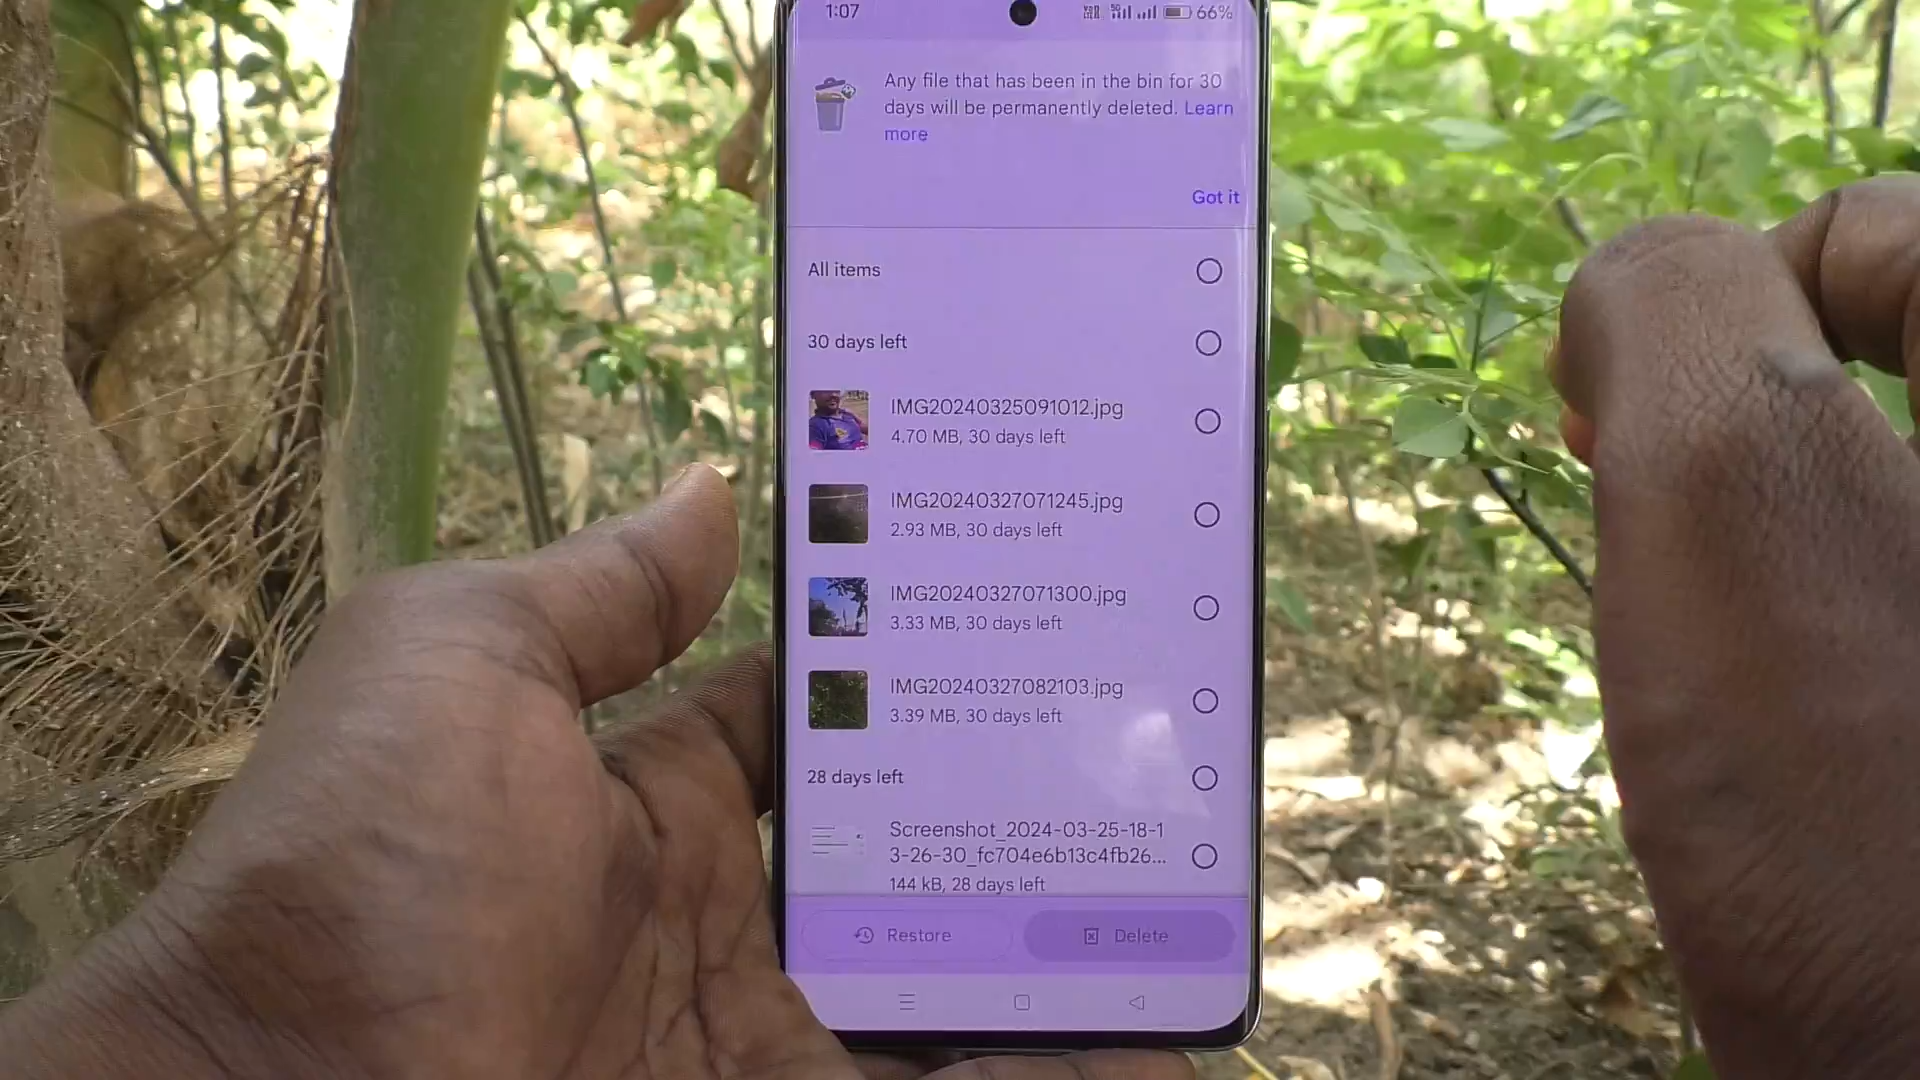 1:07
66%
Any file that has been in the bin for 30
days will be permanently deleted. Learn
more
Got it
All items
30 days left
IMG20240325091012.jpg
4.70 MB, 30 days left
IMG20240327071245.jpg
2.93 MB, 30 days left
IMG20240327071300.jpg
3.33 MB, 30 days left
IMG20240327082103.jpg
3.39 MB, 30 days left
28 days left
Screenshot_2024-03-25-18-1
3-26-30_fc704e6b13c4fb26...
144 kB, 28 days left
Restore
Delete